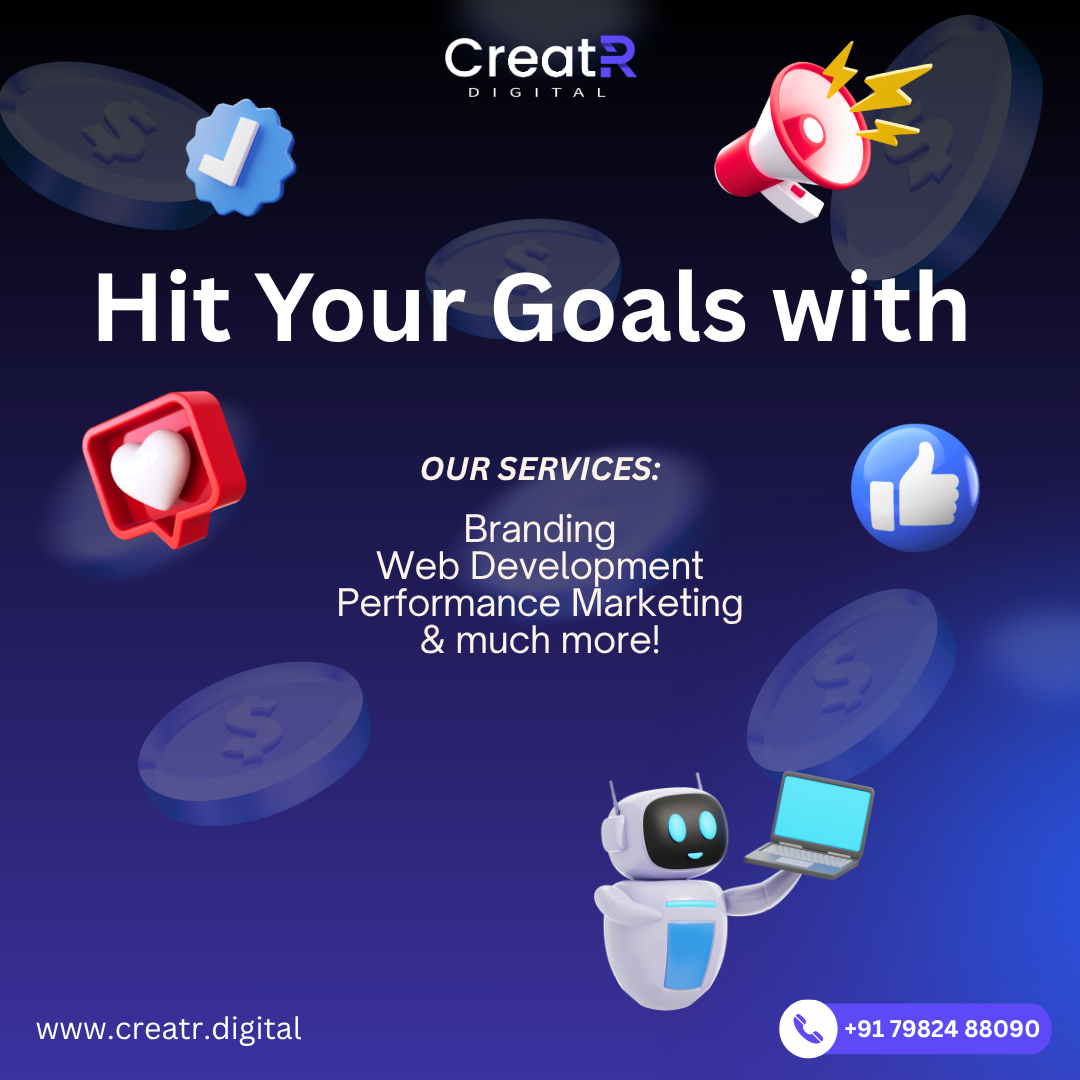 CreatR
DIGITAL
Hit Your Goals with
OUR SERVICES:
Branding
Web Development
Performance Marketing
& much more!
www.creatr.digital
+91 79824 88090